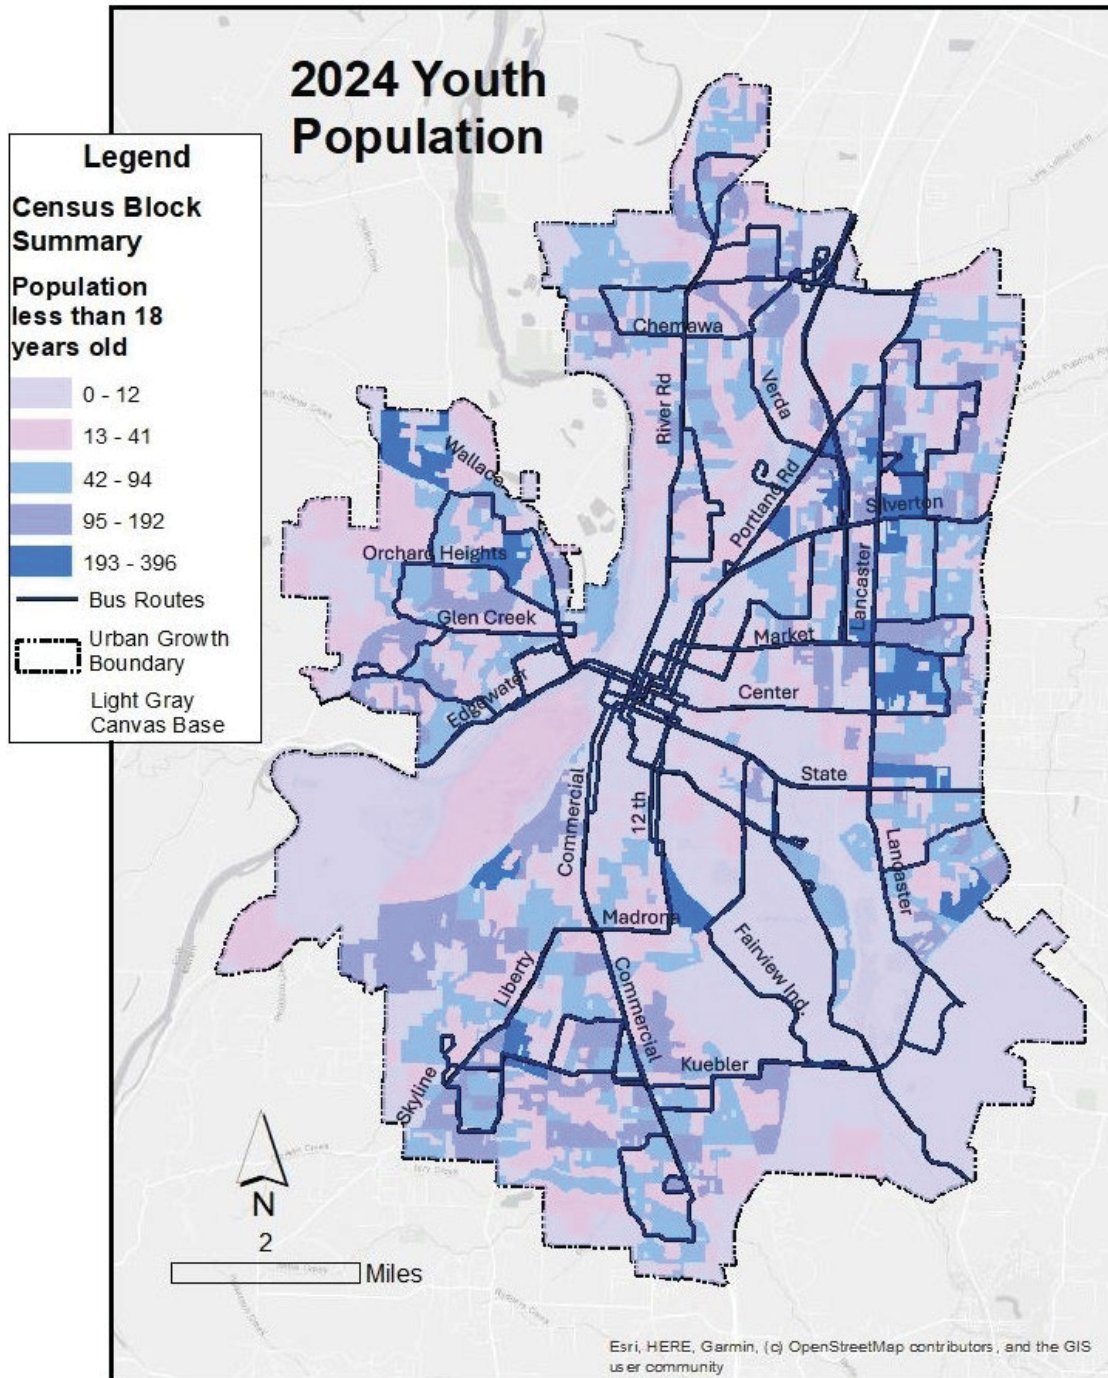 2024 Youth
Population
Legend
Census Block
Summary
Population
less than 18
years old
0 - 12
13 - 41
42 - 94
95 - 192
193 - 396
Bus Routes
Urban Growth
Boundary
Light Gray
Canvas Base
Chemawa
River Rd
Verda
Wallace
Portland Rd
Silverton
Orchard Heights
Lancaster
Glen Creek
Market
Edgewater
Center
State
Commercial
12 th
Lancaster
Madrona
Fairview Ind.
Liberty
Commercial
Kuebler
Skyline
N
2
Miles
Esri, HERE, Garmin, (c) OpenStreetMap contributors, and the GIS
user community